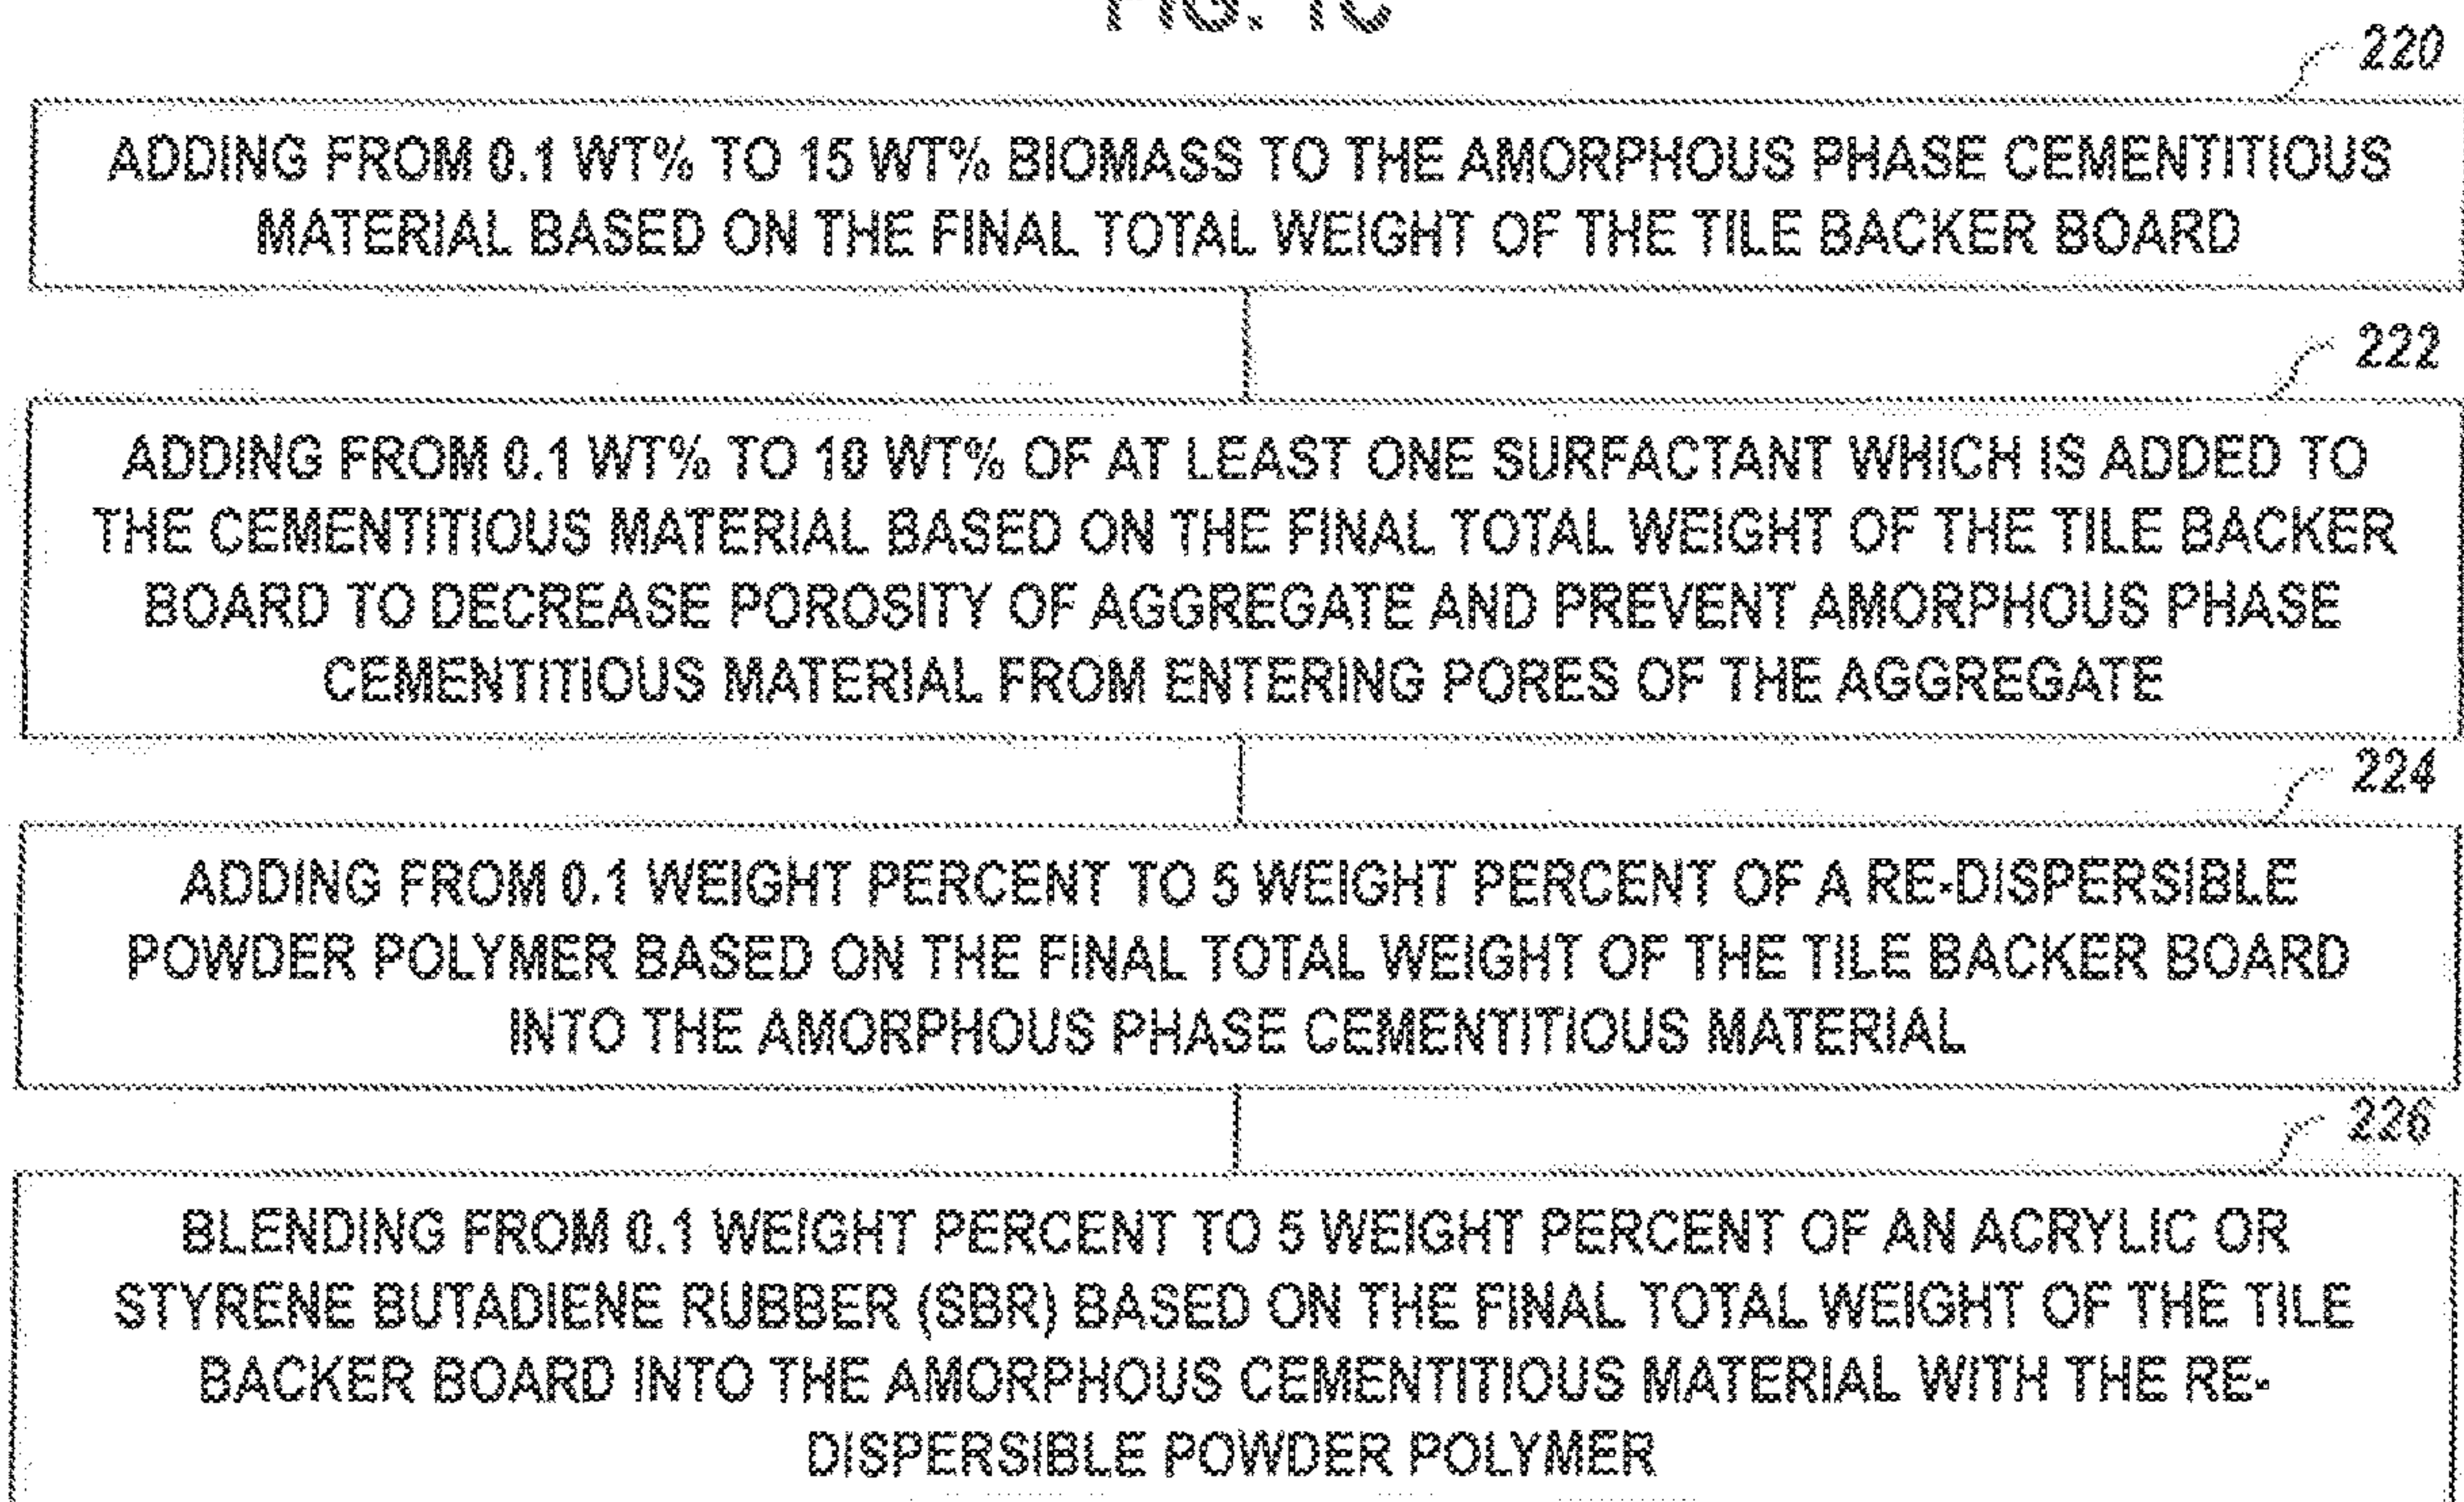 FIG. 1C
220
ADDING FROM 0.1 WT% TO 15 WT% BIOMASS TO THE AMORPHOUS PHASE CEMENTITIOUS
MATERIAL BASED ON THE FINAL TOTAL WEIGHT OF THE TILE BACKER BOARD
222
ADDING FROM 0.1 WT% TO 10 WT% OF AT LEAST ONE SURFACTANT WHICH IS ADDED TO
THE CEMENTITIOUS MATERIAL BASED ON THE FINAL TOTAL WEIGHT OF THE TILE BACKER
BOARD TO DECREASE POROSITY OF AGGREGATE AND PREVENT AMORPHOUS PHASE
CEMENTITIOUS MATERIAL FROM ENTERING PORES OF THE AGGREGATE
224
ADDING FROM 0.1 WEIGHT PERCENT TO 5 WEIGHT PERCENT OF A RE-DISPERSIBLE
POWDER POLYMER BASED ON THE FINAL TOTAL WEIGHT OF THE TILE BACKER BOARD
INTO THE AMORPHOUS PHASE CEMENTITIOUS MATERIAL
226
BLENDING FROM 0.1 WEIGHT PERCENT TO 5 WEIGHT PERCENT OF AN ACRYLIC OR
STYRENE BUTADIENE RUBBER (SBR) BASED ON THE FINAL TOTAL WEIGHT OF THE TILE
BACKER BOARD INTO THE AMORPHOUS CEMENTITIOUS MATERIAL WITH THE RE-
DISPERSIBLE POWDER POLYMER